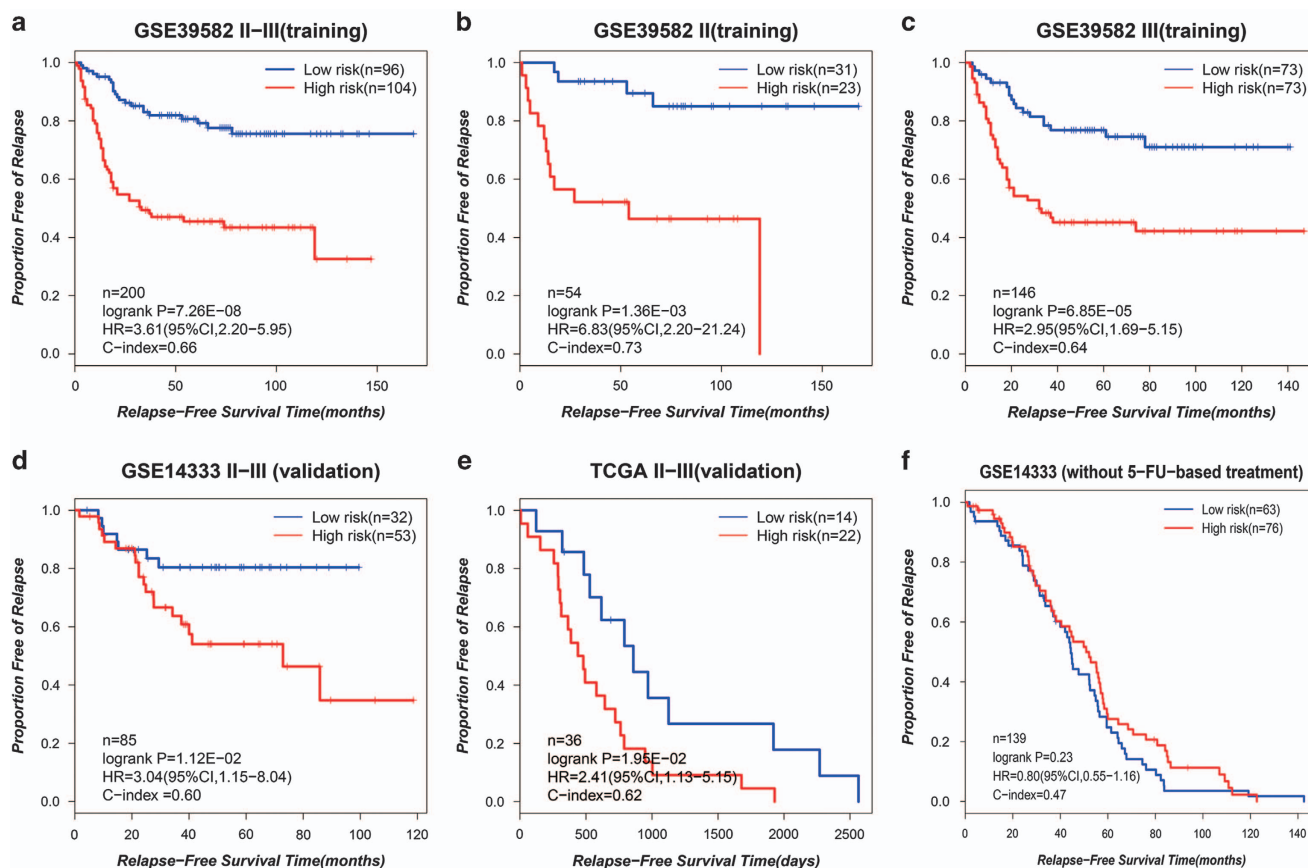 a
GSE39582 II−III(training)
Proportion Free of Relapse
1.0
0.8
0.6
0.4
0.2
0.0
Low risk(n=96)
High risk(n=104)
n=200
logrank P=7.26E−08
HR=3.61(95%CI,2.20−5.95)
C−index=0.66
0 50 100 150
Relapse−Free Survival Time(months)
b
GSE39582 II(training)
Proportion Free of Relapse
1.0
0.8
0.6
0.4
0.2
0.0
Low risk(n=31)
High risk(n=23)
n=54
logrank P=1.36E−03
HR=6.83(95%CI,2.20−21.24)
C−index=0.73
0 50 100 150
Relapse−Free Survival Time(months)
c
GSE39582 III(training)
Proportion Free of Relapse
1.0
0.8
0.6
0.4
0.2
0.0
Low risk(n=73)
High risk(n=73)
n=146
logrank P=6.85E−05
HR=2.95(95%CI,1.69−5.15)
C−index=0.64
0 20 40 60 80 100 120 140
Relapse−Free Survival Time(months)
d
GSE14333 II−III (validation)
Proportion Free of Relapse
1.0
0.8
0.6
0.4
0.2
0.0
Low risk(n=32)
High risk(n=53)
n=85
logrank P=1.12E−02
HR=3.04(95%CI,1.15−8.04)
C−index =0.60
0 20 40 60 80 100 120
Relapse−Free Survival Time(months)
e
TCGA II−III(validation)
Proportion Free of Relapse
1.0
0.8
0.6
0.4
0.2
0.0
Low risk(n=14)
High risk(n=22)
n=36
logrank P=1.95E−02
HR=2.41(95%CI,1.13−5.15)
C−index=0.62
0 500 1000 1500 2000 2500
Relapse−Free Survival Time(days)
f
GSE14333 (without 5−FU−based treatment)
Proportion Free of Relapse
1.0
0.8
0.6
0.4
0.2
0.0
Low risk(n=63)
High risk(n=76)
n=139
logrank P=0.23
HR=0.80(95%CI,0.55−1.16)
C−index=0.47
0 20 40 60 80 100 120 140
Relapse−Free Survival Time(months)